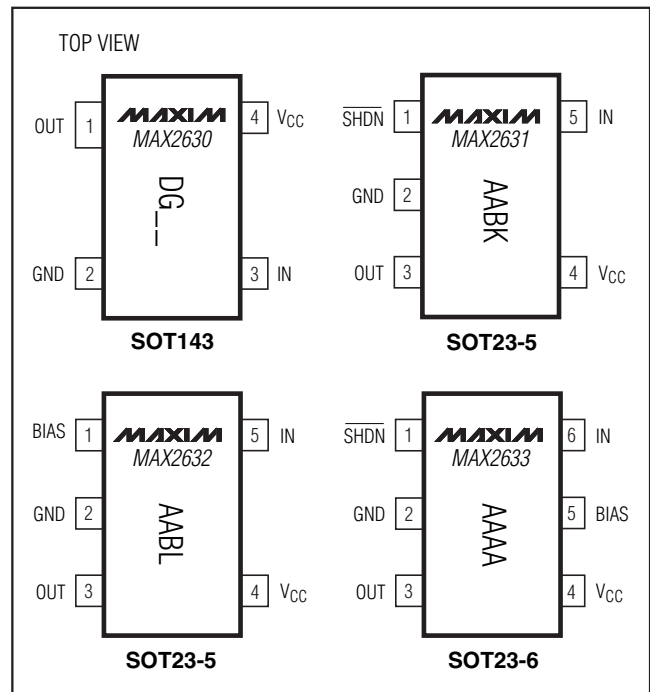 TOP VIEW
OUT 1 MAXIM 4 VCC
MAX2630
DG__
GND 2 3 IN
SOT143
SHDN 1 MAXIM 5 IN
MAX2631
GND 2
AABK
OUT 3 4 VCC
SOT23-5
BIAS 1 MAXIM 5 IN
MAX2632
GND 2
AABL
OUT 3 4 VCC
SOT23-5
SHDN 1 MAXIM 6 IN
MAX2633
GND 2 5 BIAS
AAAA
OUT 3 4 VCC
SOT23-6